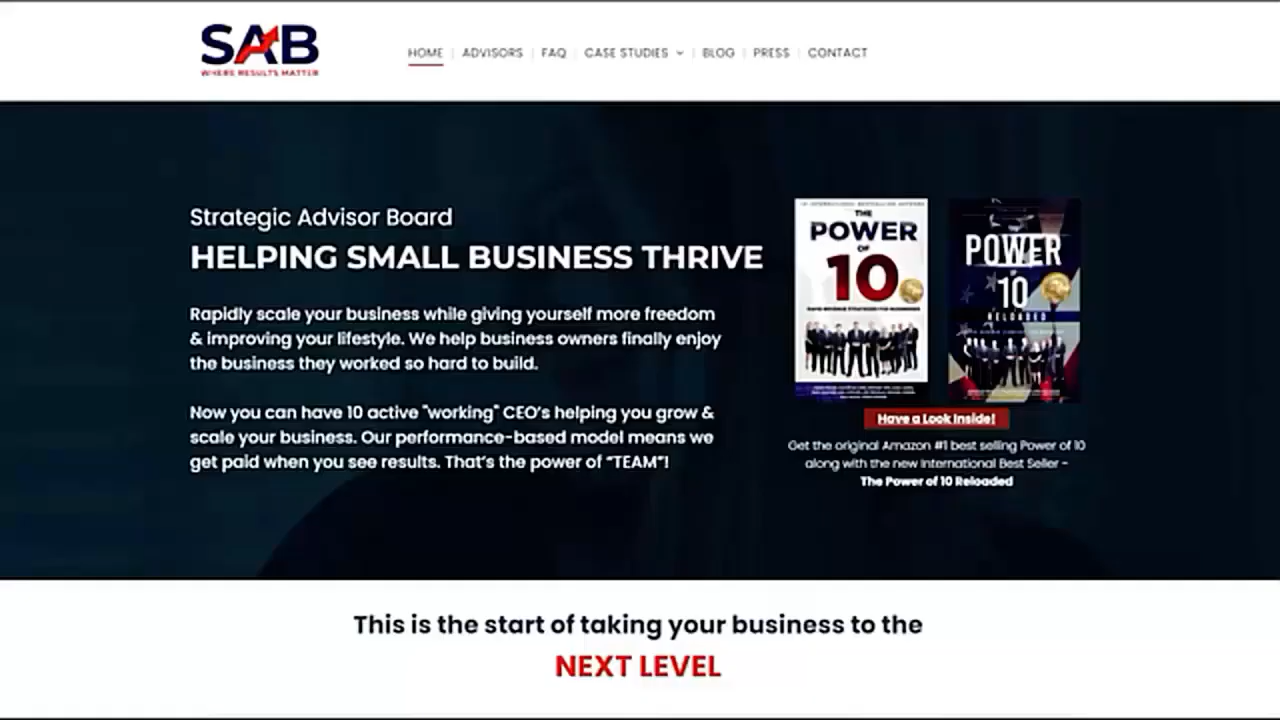 SAB
WHERE RESULTS MATTER
HOME
ADVISORS
FAQ
CASE STUDIES
BLOG
PRESS
CONTACT
Strategic Advisor Board
HELPING SMALL BUSINESS THRIVE
Rapidly scale your business while giving yourself more freedom
& improving your lifestyle. We help business owners finally enjoy
the business they worked so hard to build.
Now you can have 10 active "working" CEO's helping you grow &
scale your business. Our performance-based model means we
get paid when you see results. That's the power of “TEAM”!
THE
POWER
OF
10
POWER
10
RELOADED
Have a Look Inside!
Get the original Amazon #1 best selling Power of 10
along with the new International Best Seller -
The Power of 10 Reloaded
This is the start of taking your business to the
NEXT LEVEL